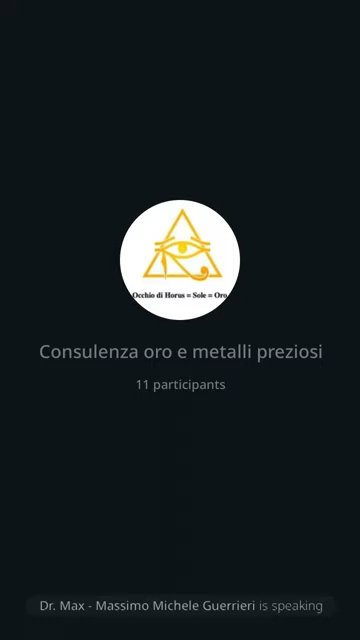 Occhio di Horus = Sole = Oro
Consulenza oro e metalli preziosi
11 participants
Dr. Max - Massimo Michele Guerrieri is speaking